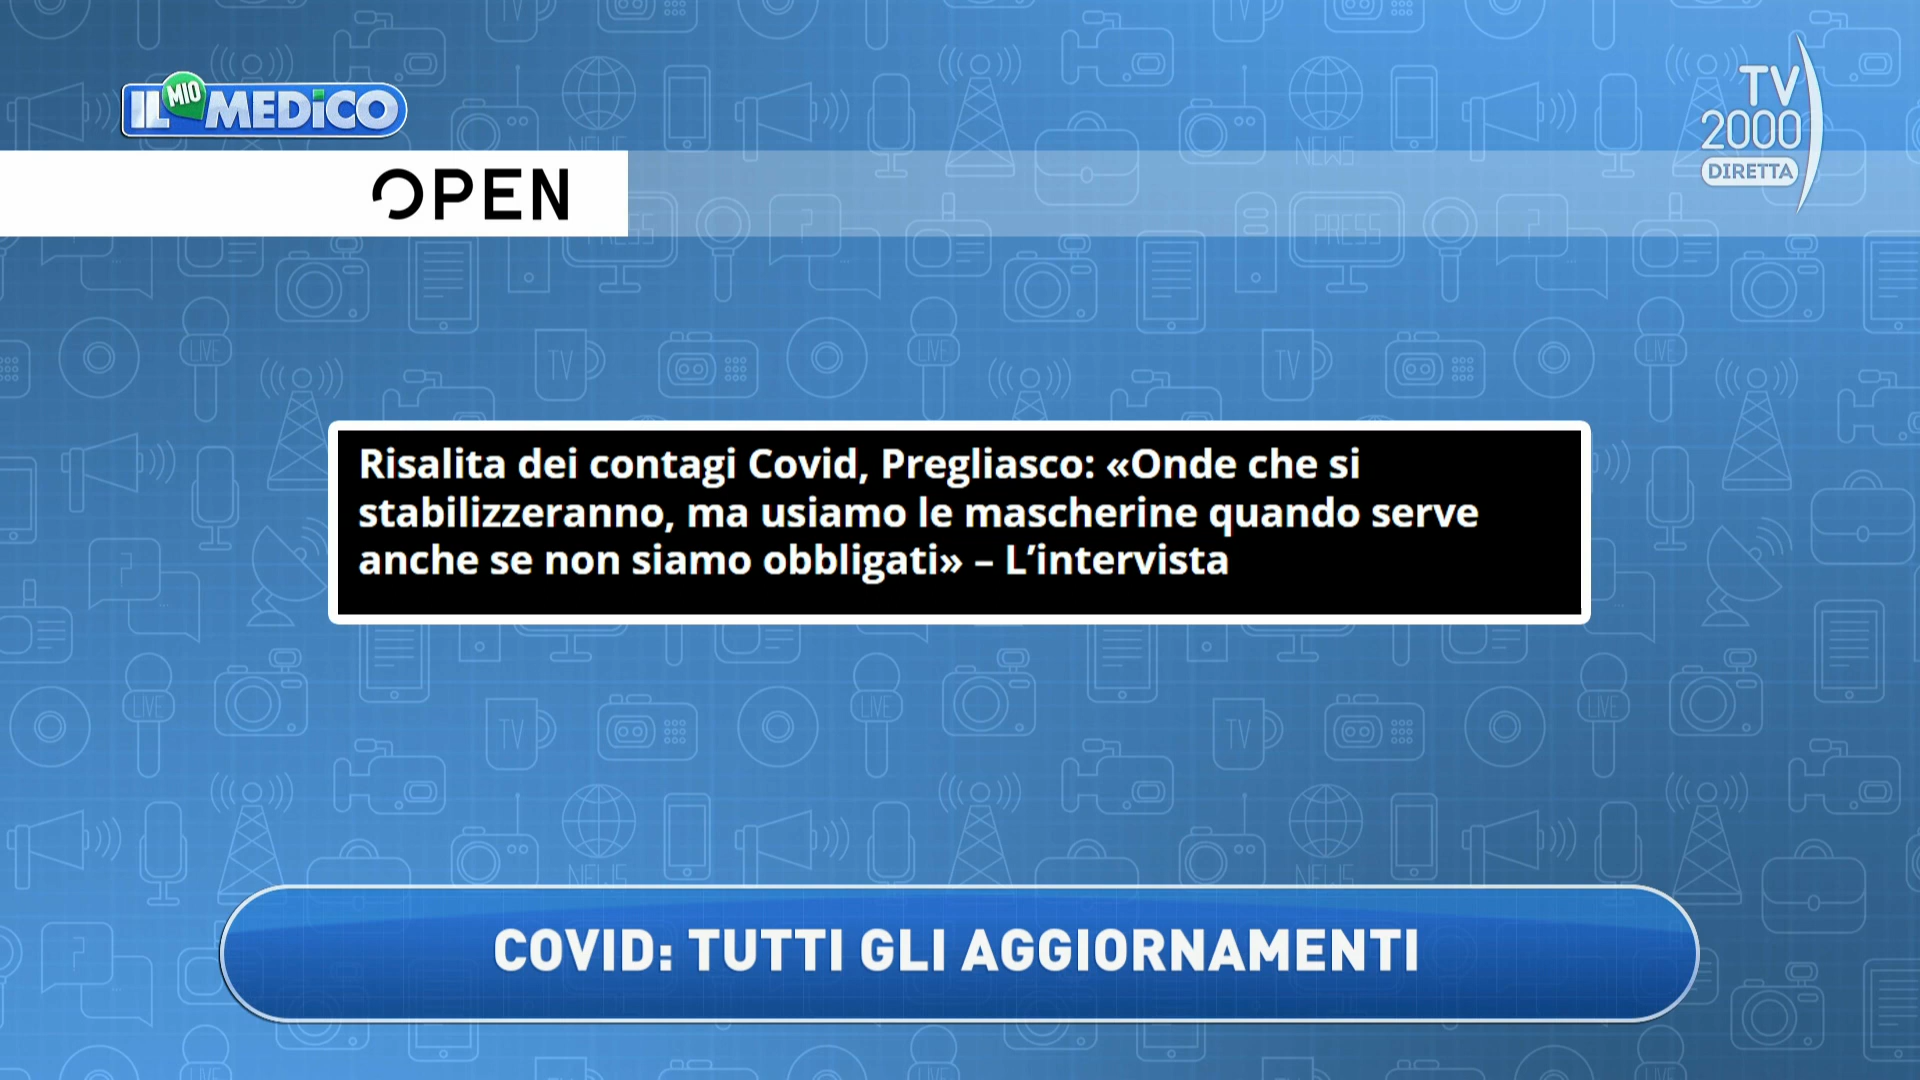 IL MIO MEDICO
TV
2000
DIRETTA
OPEN
Risalita dei contagi Covid, Pregliasco: «Onde che si
stabilizzeranno, ma usiamo le mascherine quando serve
anche se non siamo obbligati» – L’intervista
COVID: TUTTI GLI AGGIORNAMENTI